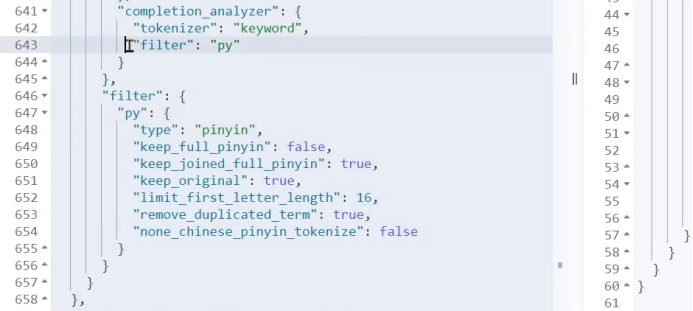 641 "completion_analyzer": {
642 "tokenizer": "keyword",
643 "filter": "py"
644 }
645 },
646 "filter": {
647 "py": {
648 "type": "pinyin",
649 "keep_full_pinyin": false,
650 "keep_joined_full_pinyin": true,
651 "keep_original": true,
652 "limit_first_letter_length": 16,
653 "remove_duplicated_term": true,
654 "none_chinese_pinyin_tokenize": false
655 }
656 }
657 }
658 },
44
45
46
47
48
49
50
51
52
53
54
55
56
57 }
58 }
59 }
60 }
61